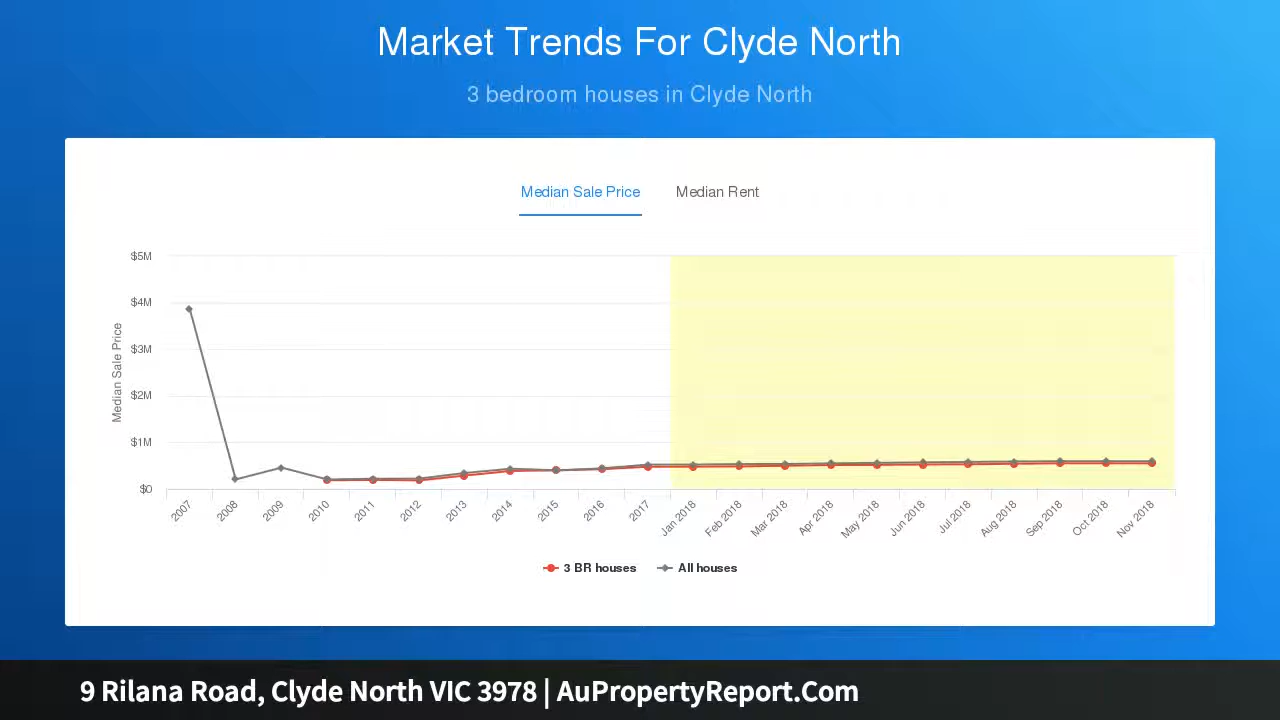 Market Trends For Clyde North
3 bedroom houses in Clyde North
Median Sale Price Median Rent
Median Sale Price
$5M
$4M
$3M
$2M
$1M
$0
2007 2008 2009 2010 2011 2012 2013 2014 2015 2016 2017 Jan 2018 Feb 2018 Mar 2018 Apr 2018 May 2018 Jun 2018 Jul 2018 Aug 2018 Sep 2018 Oct 2018 Nov 2018
3 BR houses All houses
9 Rilana Road, Clyde North VIC 3978 | AuPropertyReport.Com